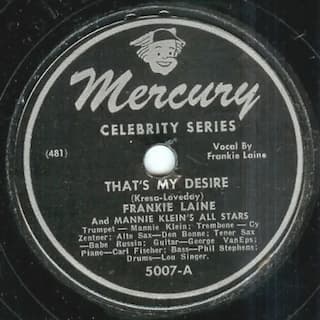 Mercury
CELEBRITY SERIES
(481)
Vocal By
Frankie Laine
THAT'S MY DESIRE
(Kresa-Loveday)
FRANKIE LAINE
And MANNIE KLEIN'S ALL STARS
Trumpet — Mannie Klein; Trombone — Cy
Zentner; Alto Sax—Den Bonne; Tenor Sax
—Babe Russin; Guitar—George VanEps;
Piano—Carl Fischer; Bass—Phil Stephens;
Drums—Lou Singer.
5007-A